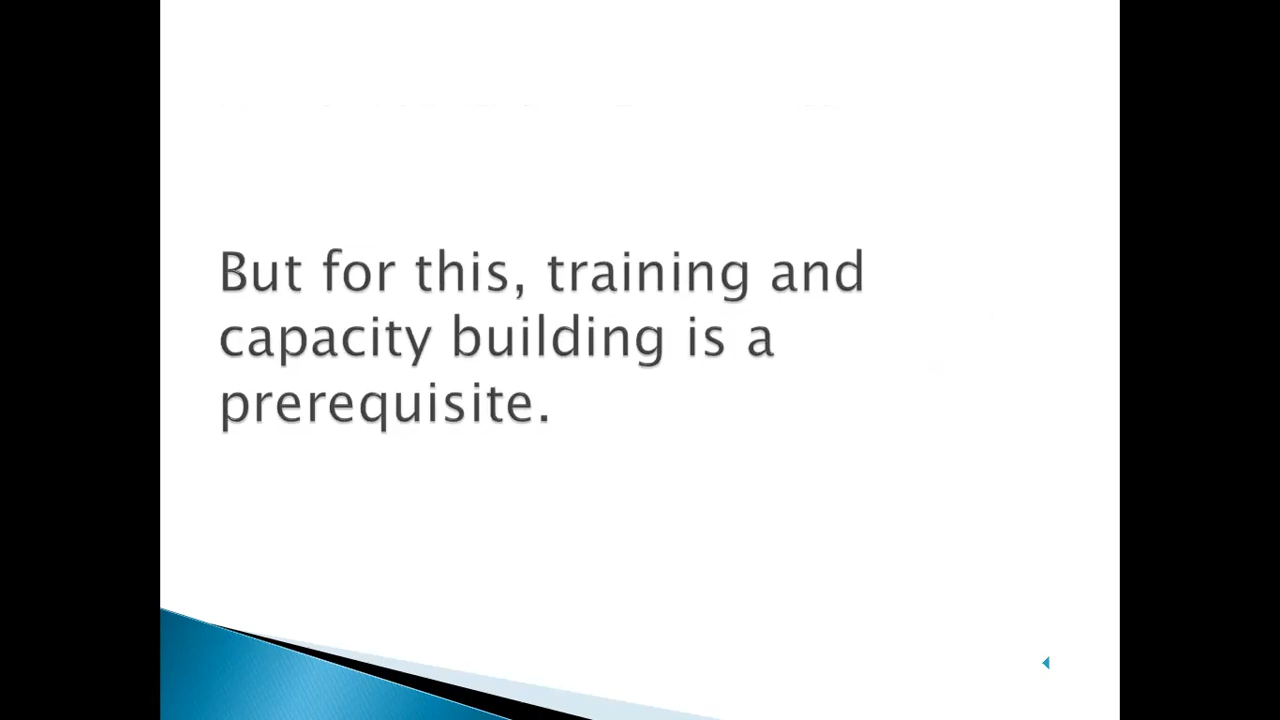 But for this, training and
capacity building is a
prerequisite.